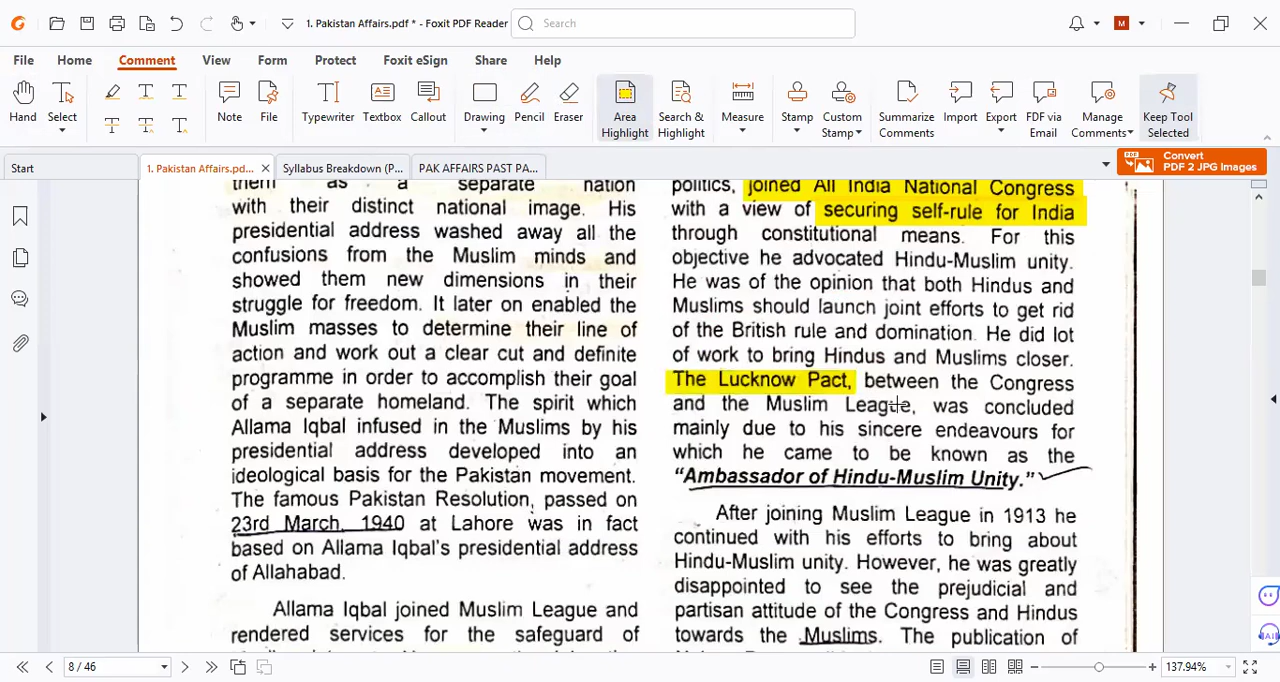 1. Pakistan Affairs.pdf * - Foxit PDF Reader
Search
M
File Home Comment View Form Protect Foxit eSign Share Help
Hand
Select
Note
File
Typewriter
Textbox
Callout
Drawing
Pencil
Eraser
Area
Highlight
Search &
Highlight
Measure
Stamp
Custom
Stamp
Summarize
Comments
Import
Export
FDF via
Email
Manage
Comments
Keep Tool
Selected
Start
1. Pakistan Affairs.pd...
Syllabus Breakdown (P...
PAK AFFAIRS PAST PA...
Convert
PDF 2 JPG Images
them as a separate nation
with their distinct national image. His
presidential address washed away all the
confusions from the Muslim minds and
showed them new dimensions in their
struggle for freedom. It later on enabled the
Muslim masses to determine their line of
action and work out a clear cut and definite
programme in order to accomplish their goal
of a separate homeland. The spirit which
Allama Iqbal infused in the Muslims by his
presidential address developed into an
ideological basis for the Pakistan movement.
The famous Pakistan Resolution, passed on
23rd March, 1940 at Lahore was in fact
based on Allama Iqbal's presidential address
of Allahabad.
Allama Iqbal joined Muslim League and
rendered services for the safeguard of
politics, joined All India National Congress
with a view of securing self-rule for India
through constitutional means. For this
objective he advocated Hindu-Muslim unity.
He was of the opinion that both Hindus and
Muslims should launch joint efforts to get rid
of the British rule and domination. He did lot
of work to bring Hindus and Muslims closer.
The Lucknow Pact, between the Congress
and the Muslim League, was concluded
mainly due to his sincere endeavours for
which he came to be known as the
"Ambassador of Hindu-Muslim Unity."
After joining Muslim League in 1913 he
continued with his efforts to bring about
Hindu-Muslim unity. However, he was greatly
disappointed to see the prejudicial and
partisan attitude of the Congress and Hindus
towards the Muslims. The publication of
8 / 46
137.94%